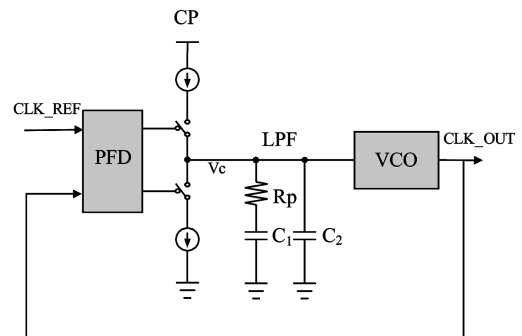 CP
CLK_REF
LPF
CLK_OUT
PFD
VCO
Vc
Rp
C1
C2